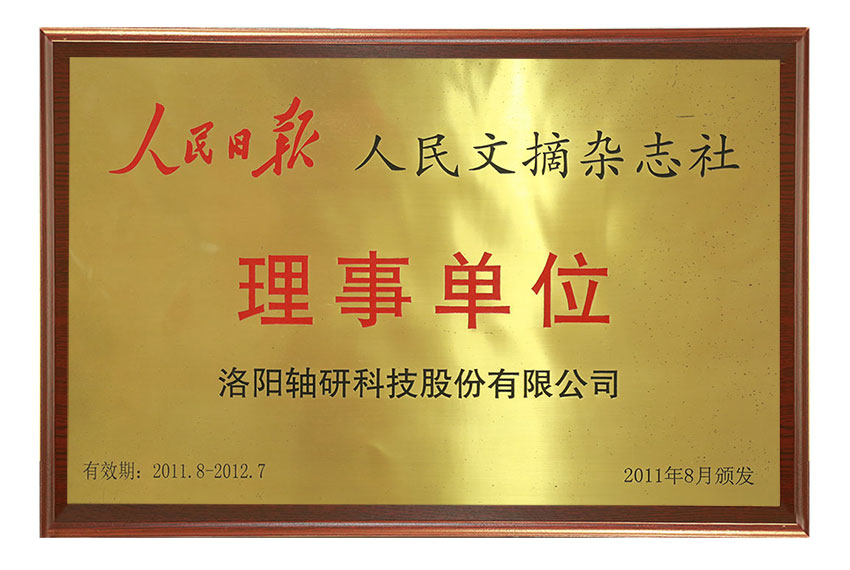 人民日报 人民文摘杂志社
理事单位
洛阳轴研科技股份有限公司
有效期：2011.8-2012.7
2011年8月颁发